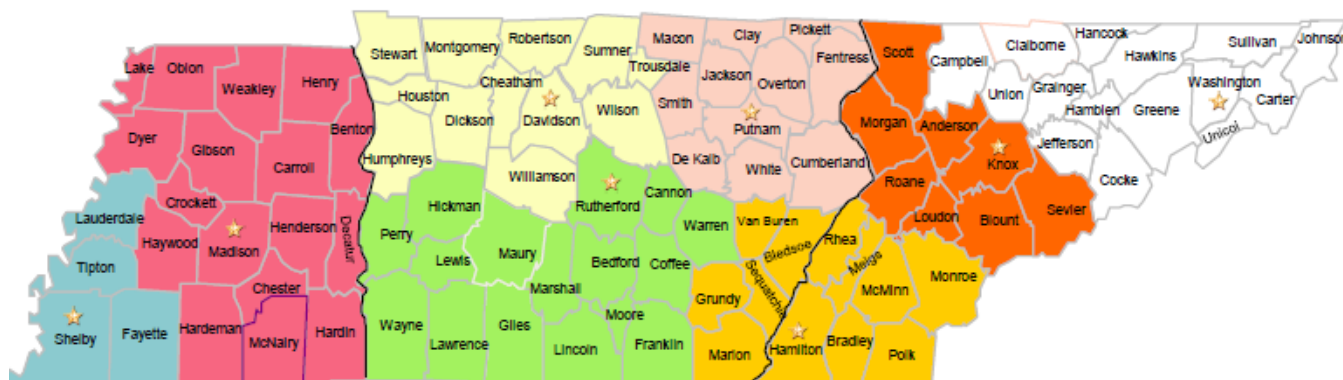 Lake
Obion
Weakley
Henry
Dyer
Gibson
Carroll
Benton
Lauderdale
Crockett
Haywood
Madison
Henderson
Decatur
Tipton
Chester
Shelby
Fayette
Hardeman
McNairy
Hardin
Stewart
Montgomery
Robertson
Sumner
Houston
Cheatham
Dickson
Davidson
Wilson
Humphreys
Williamson
Hickman
Rutherford
Cannon
Perry
Lewis
Maury
Bedford
Coffee
Warren
Marshall
Moore
Wayne
Lawrence
Giles
Lincoln
Franklin
Macon
Clay
Pickett
Trousdale
Jackson
Overton
Fentress
Smith
Putnam
De Kalb
White
Cumberland
Van Buren
Bledsoe
Rhea
Meigs
Monroe
Sequatchie
McMinn
Grundy
Marion
Hamilton
Bradley
Polk
Scott
Morgan
Anderson
Knox
Roane
Loudon
Blount
Sevier
Campbell
Claiborne
Hancock
Hawkins
Sullivan
Johnson
Union
Grainger
Hamblen
Greene
Washington
Carter
Unicoi
Jefferson
Cocke